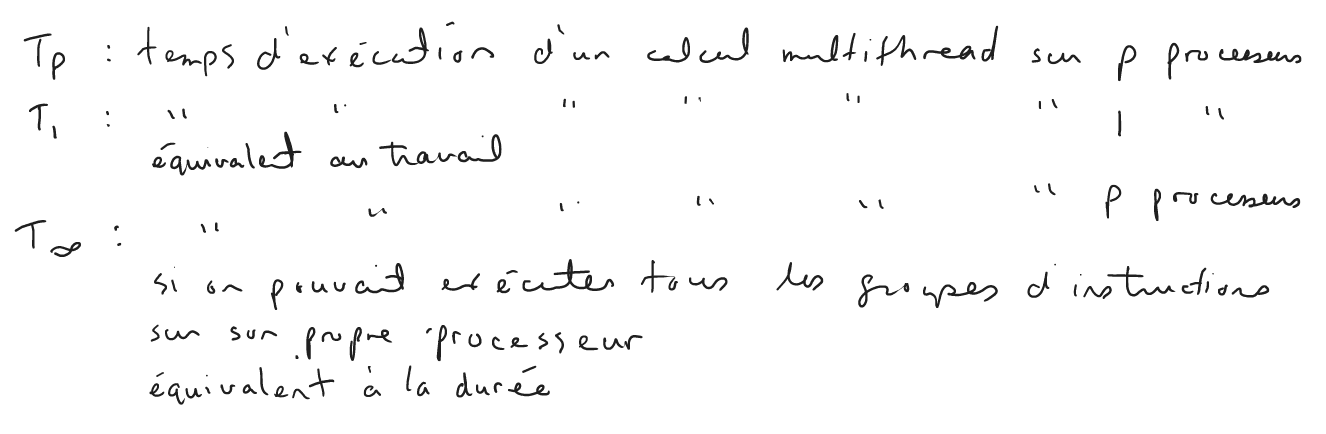 Tp : temps d'exécution d'un calcul multithread sur p processeurs
T1 : " " " " " " 1 "
équivalent au travail
T∞ : " " " " " " p processeurs
si on pouvait exécuter tous les groupes d'instructions
sur son propre processeur
équivalent à la durée